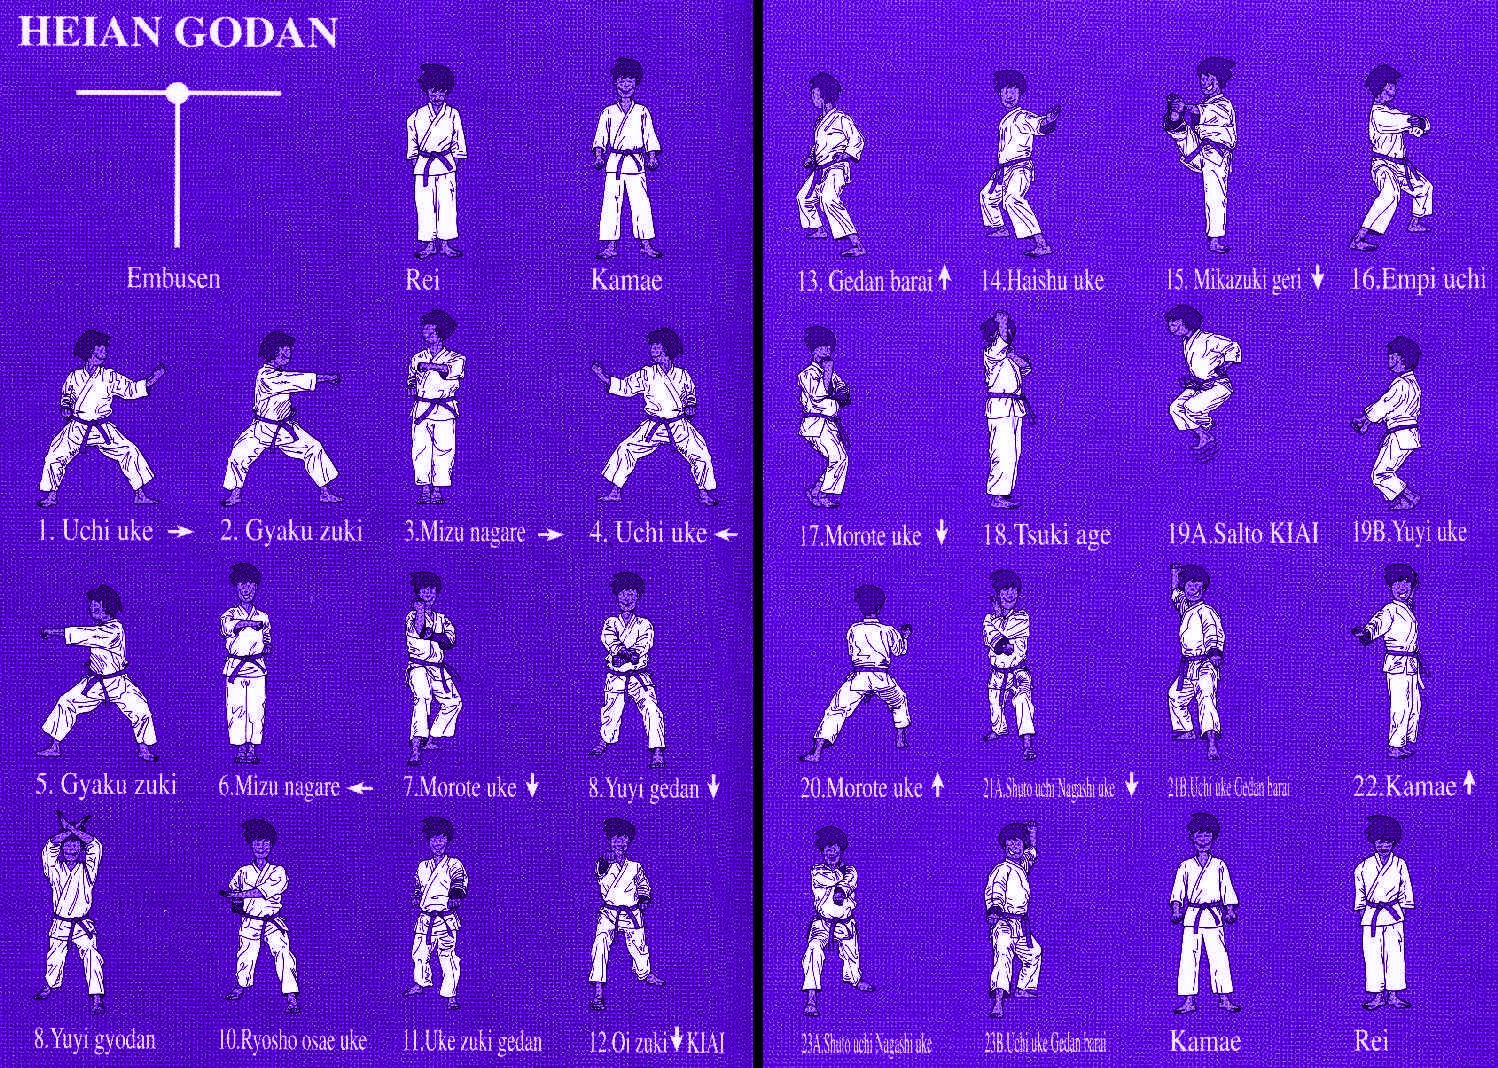 HEIAN GODAN
Embusen
Rei
Kamae
1. Uchi uke →
2. Gyaku zuki
3.Mizu nagare →
4. Uchi uke ←
5. Gyaku zuki
6.Mizu nagare ←
7.Morote uke ↓
8.Yuyi gedan ↓
8.Yuyi gyodan
10.Ryosho osae uke
11.Uke zuki gedan
12.Oi zuki ↓ KIAI
13. Gedan barai ↑
14.Haishu uke
15. Mikazuki geri ↓
16.Empi uchi
17.Morote uke ↓
18.Tsuki age
19A.Salto KIAI
19B.Yuyi uke
20.Morote uke ↑
21A.Shuto uchi Nagashi uke ↓
21B.Uchi uke Gedan barai
22.Kamae ↑
23A.Shuto uchi Nagashi uke
23B.Uchi uke Gedan barai
Kamae
Rei